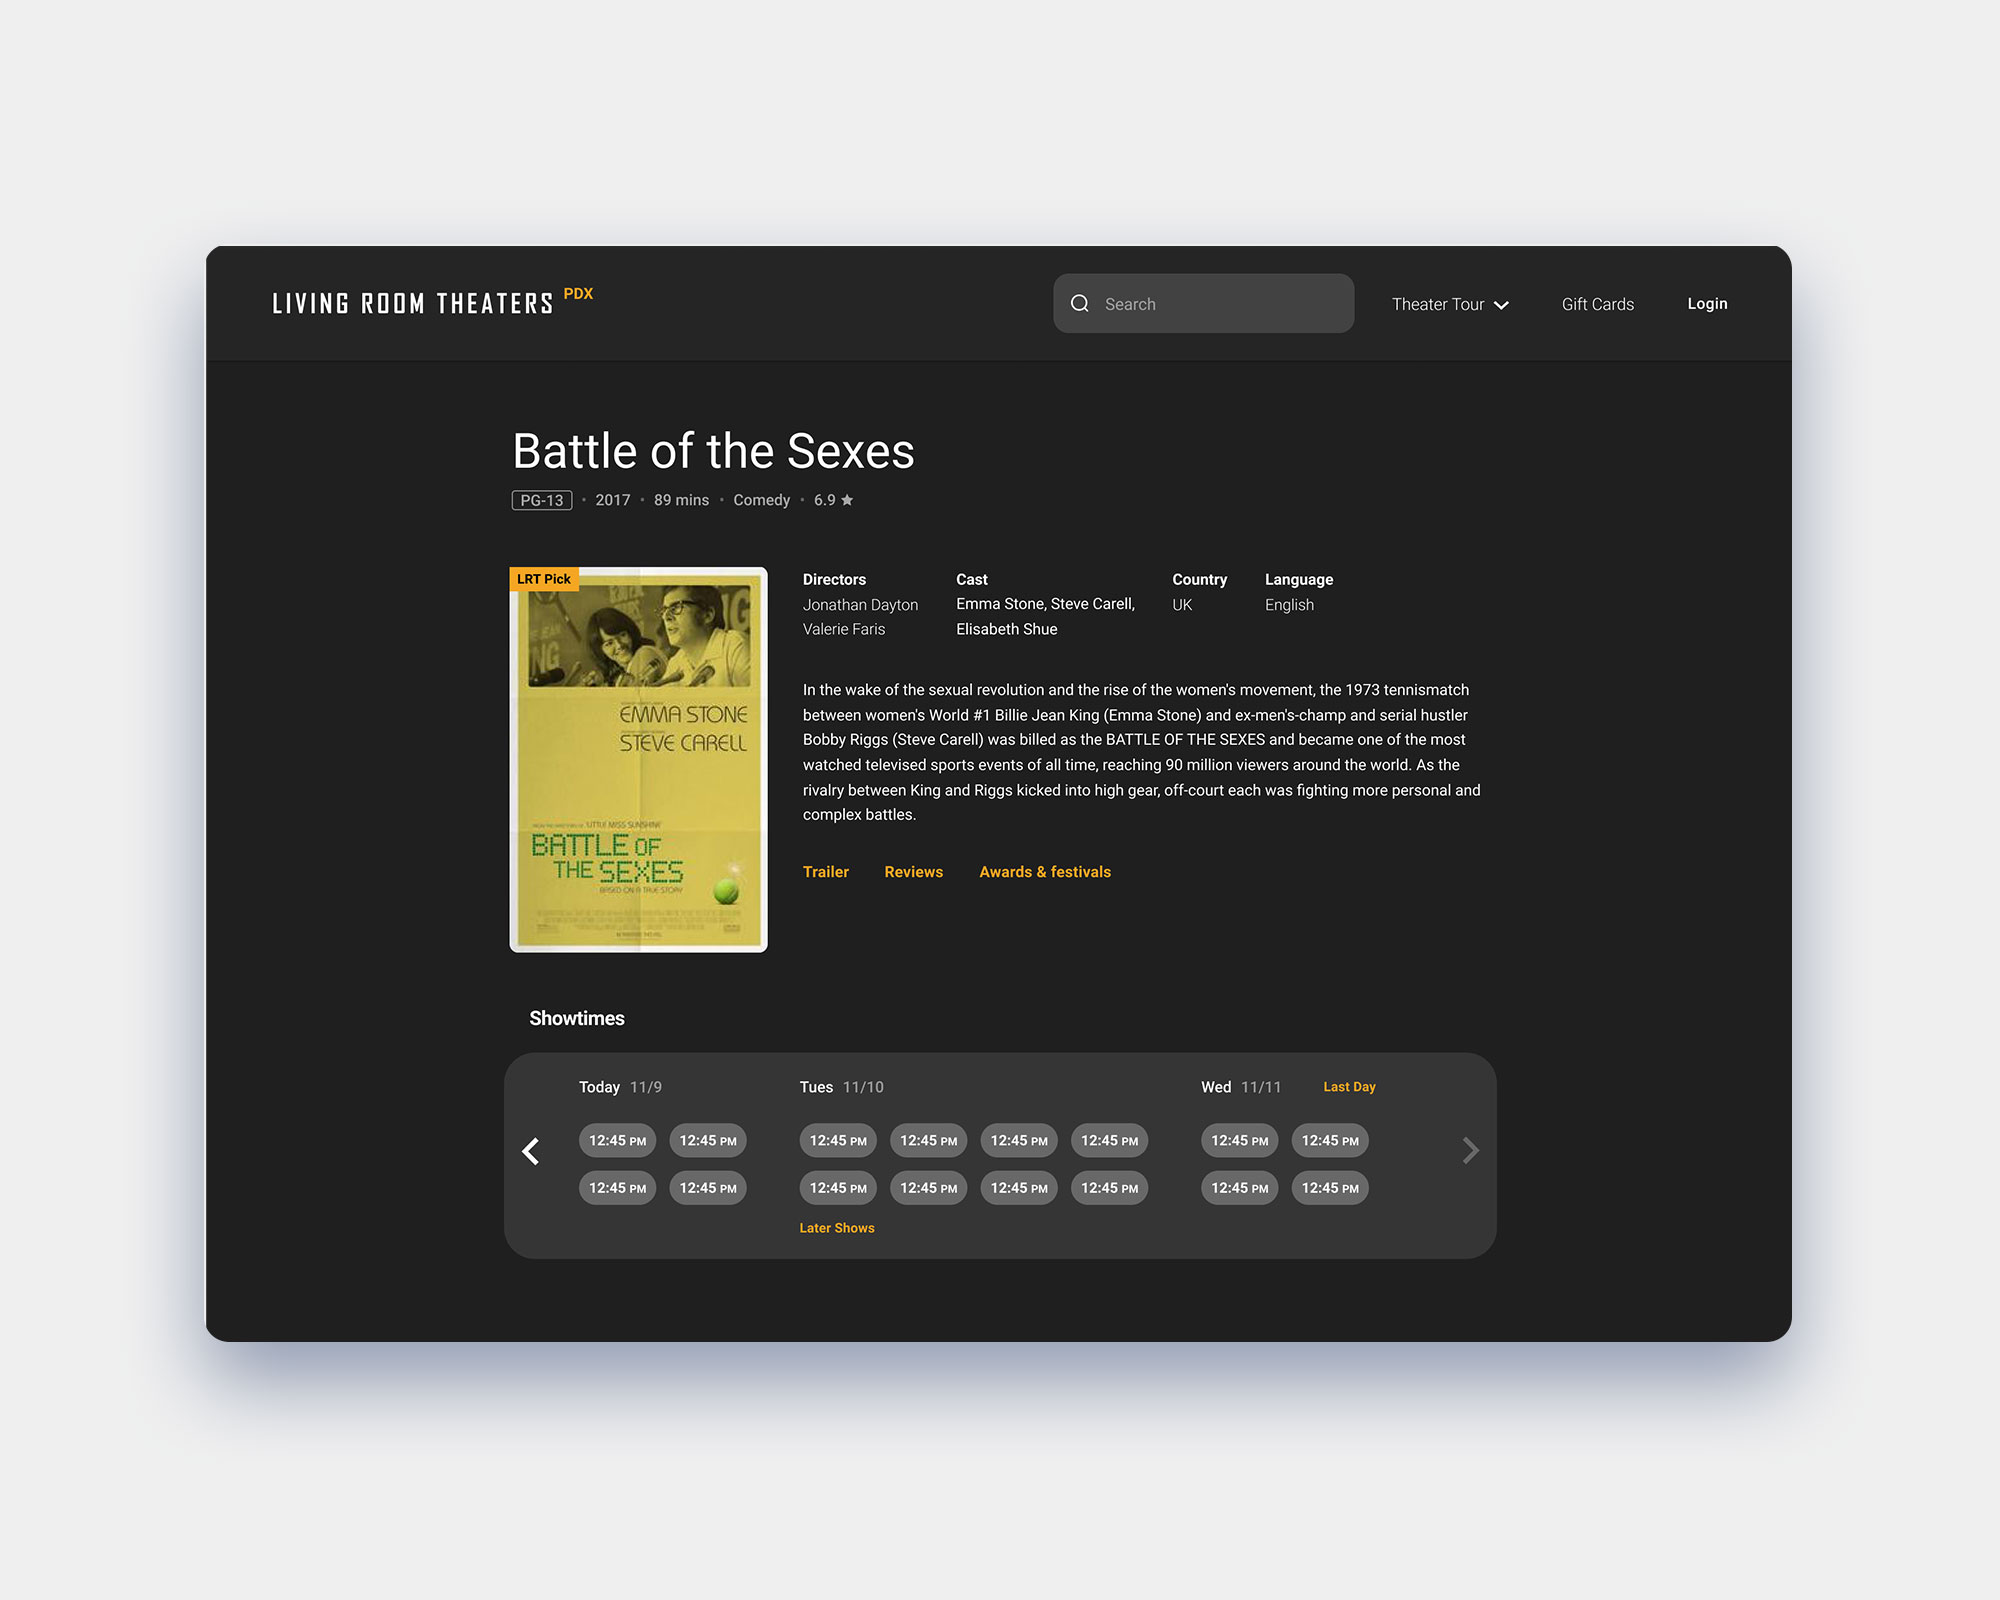 LIVING ROOM THEATERS PDX
Search
Theater Tour
Gift Cards
Login
Battle of the Sexes
PG-13 • 2017 • 89 mins • Comedy • 6.9 ★
LRT Pick
EMMA STONE
STEVE CARELL
BATTLE OF
THE SEXES
BASED ON A TRUE STORY
Directors
Jonathan Dayton
Valerie Faris
Cast
Emma Stone, Steve Carell,
Elisabeth Shue
Country
UK
Language
English
In the wake of the sexual revolution and the rise of the women's movement, the 1973 tennismatch
between women's World #1 Billie Jean King (Emma Stone) and ex-men's-champ and serial hustler
Bobby Riggs (Steve Carell) was billed as the BATTLE OF THE SEXES and became one of the most
watched televised sports events of all time, reaching 90 million viewers around the world. As the
rivalry between King and Riggs kicked into high gear, off-court each was fighting more personal and
complex battles.
Trailer
Reviews
Awards & festivals
Showtimes
Today 11/9
12:45 PM 12:45 PM
12:45 PM 12:45 PM
Tues 11/10
12:45 PM 12:45 PM 12:45 PM 12:45 PM
12:45 PM 12:45 PM 12:45 PM 12:45 PM
Later Shows
Wed 11/11 Last Day
12:45 PM 12:45 PM
12:45 PM 12:45 PM